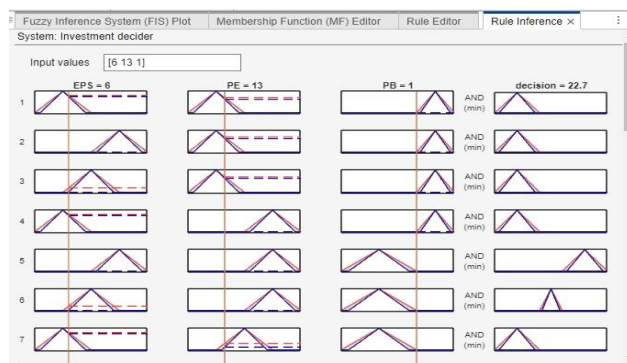 Fuzzy Inference System (FIS) Plot Membership Function (MF) Editor Rule Editor Rule Inference ×
System: Investment decider
Input values [6 13 1]
EPS = 6 PE = 13 PB = 1 decision = 22.7
1 AND (min)
2 AND (min)
3 AND (min)
4 AND (min)
5 AND (min)
6 AND (min)
7 AND (min)